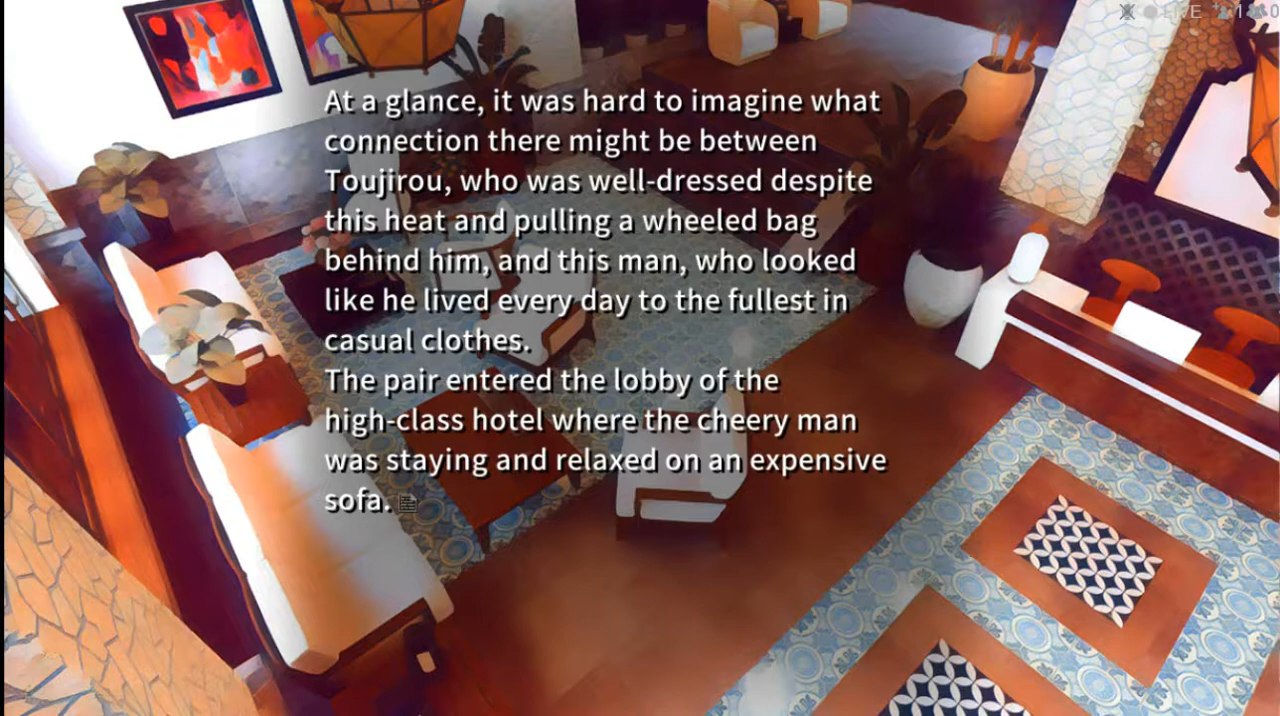 At a glance, it was hard to imagine what
connection there might be between
Toujirou, who was well-dressed despite
this heat and pulling a wheeled bag
behind him, and this man, who looked
like he lived every day to the fullest in
casual clothes.
The pair entered the lobby of the
high-class hotel where the cheery man
was staying and relaxed on an expensive
sofa.